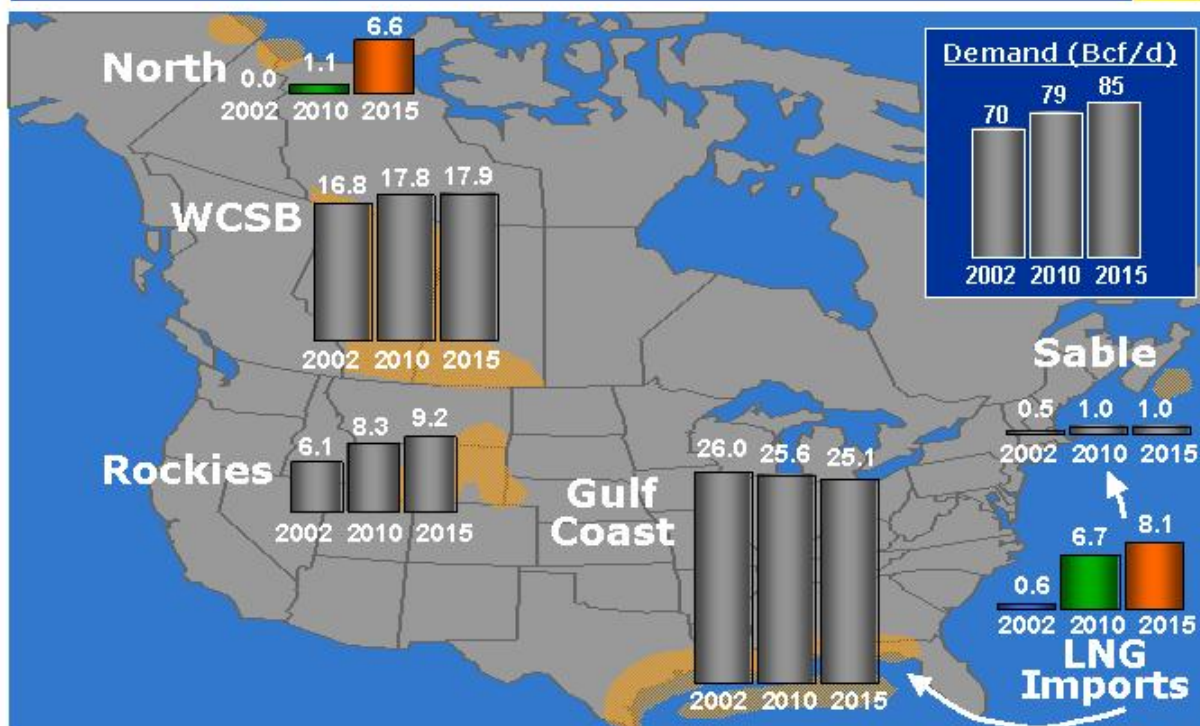 North
0.0 1.1 6.6
2002 2010 2015
Demand (Bcf/d)
70 79 85
2002 2010 2015
WCSB
16.8 17.8 17.9
2002 2010 2015
Sable
0.5 1.0 1.0
2002 2010 2015
Rockies
6.1 8.3 9.2
2002 2010 2015
Gulf
Coast
26.0 25.6 25.1
2002 2010 2015
0.6 6.7 8.1
2002 2010 2015
LNG
Imports